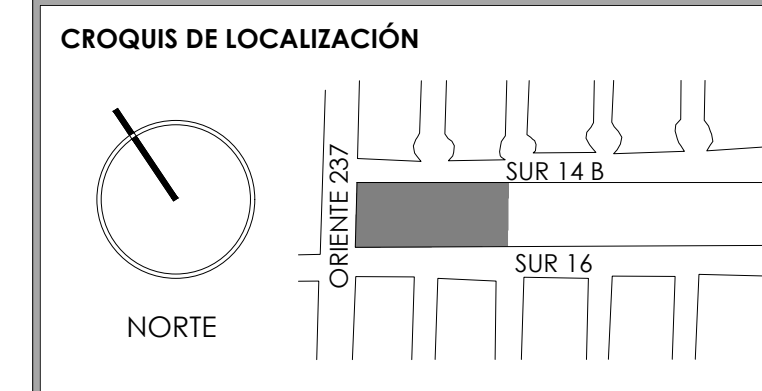 CROQUIS DE LOCALIZACIÓN
ORIENTE 237
SUR 14 B
SUR 16
NORTE